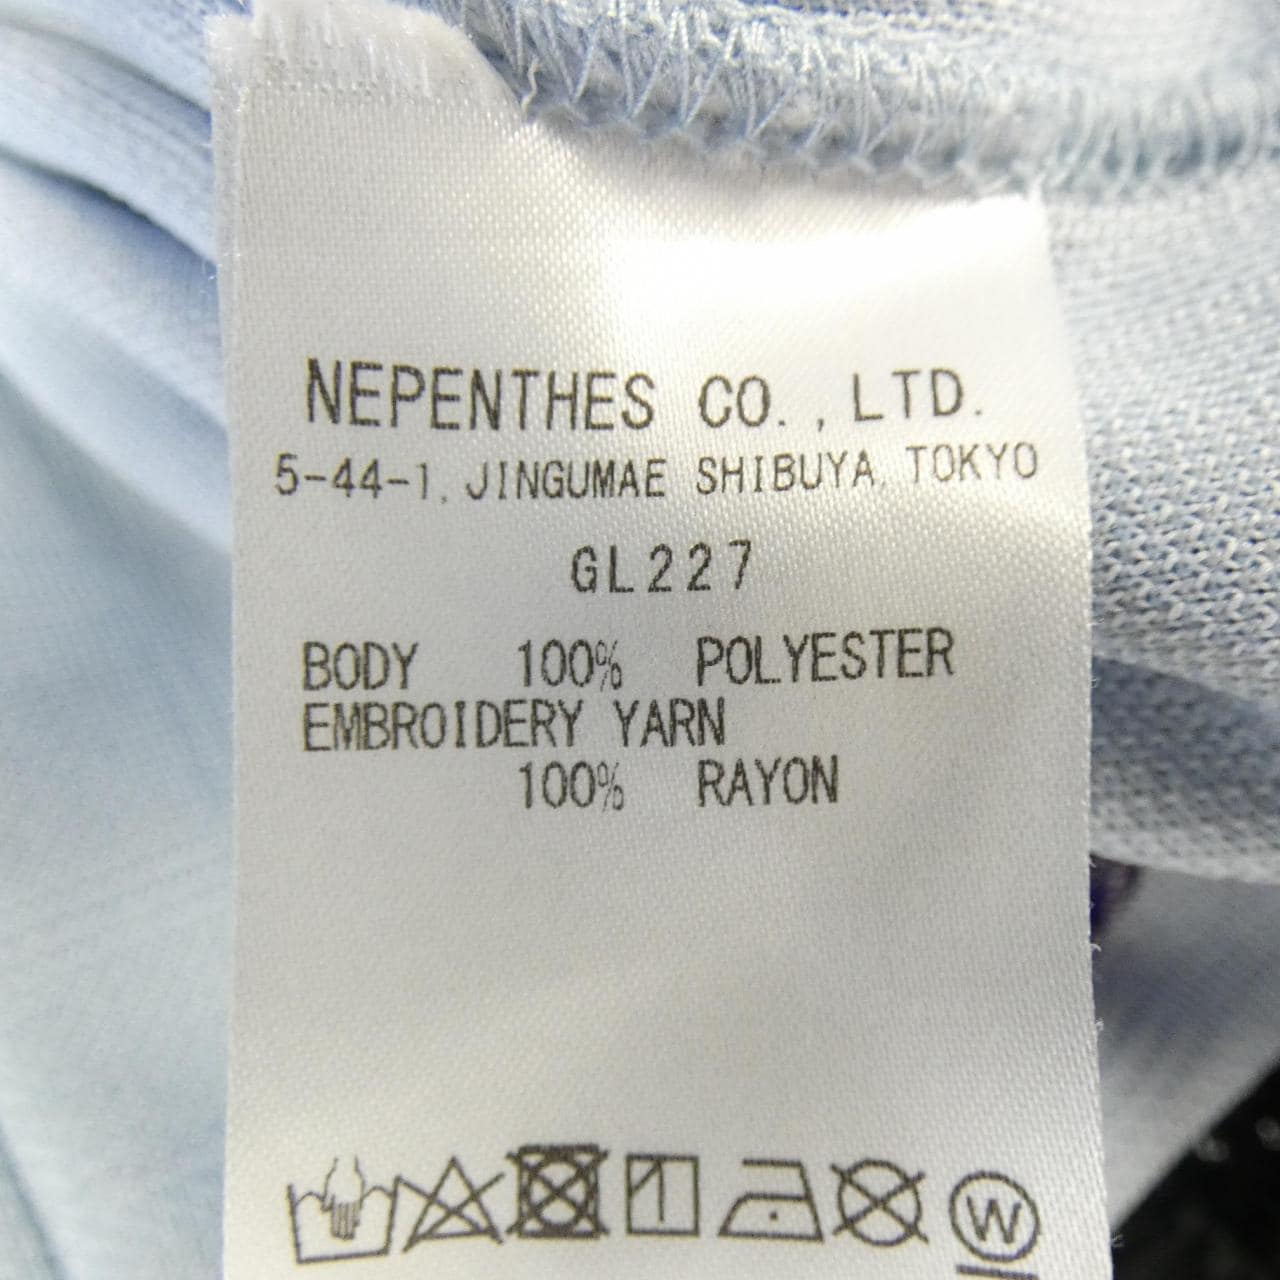 NEPENTHES CO., LTD.
5-44-1, JINGUMAE SHIBUYA, TOKYO
GL227
BODY 100% POLYESTER
EMBROIDERY YARN
100% RAYON
W